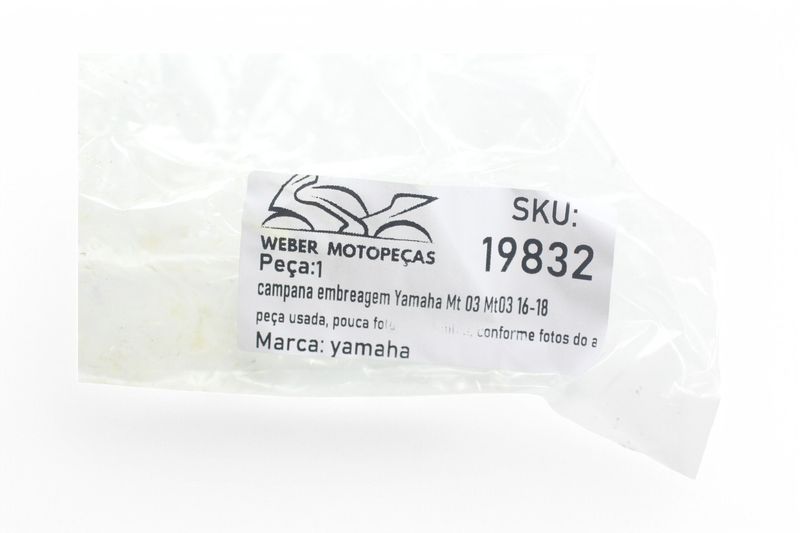 SKU:
19832
WEBER MOTOPEÇAS
Peça:1
campana embreagem Yamaha Mt 03 Mt03 16-18
peça usada, pouca conforme fotos do a
Marca: yamaha